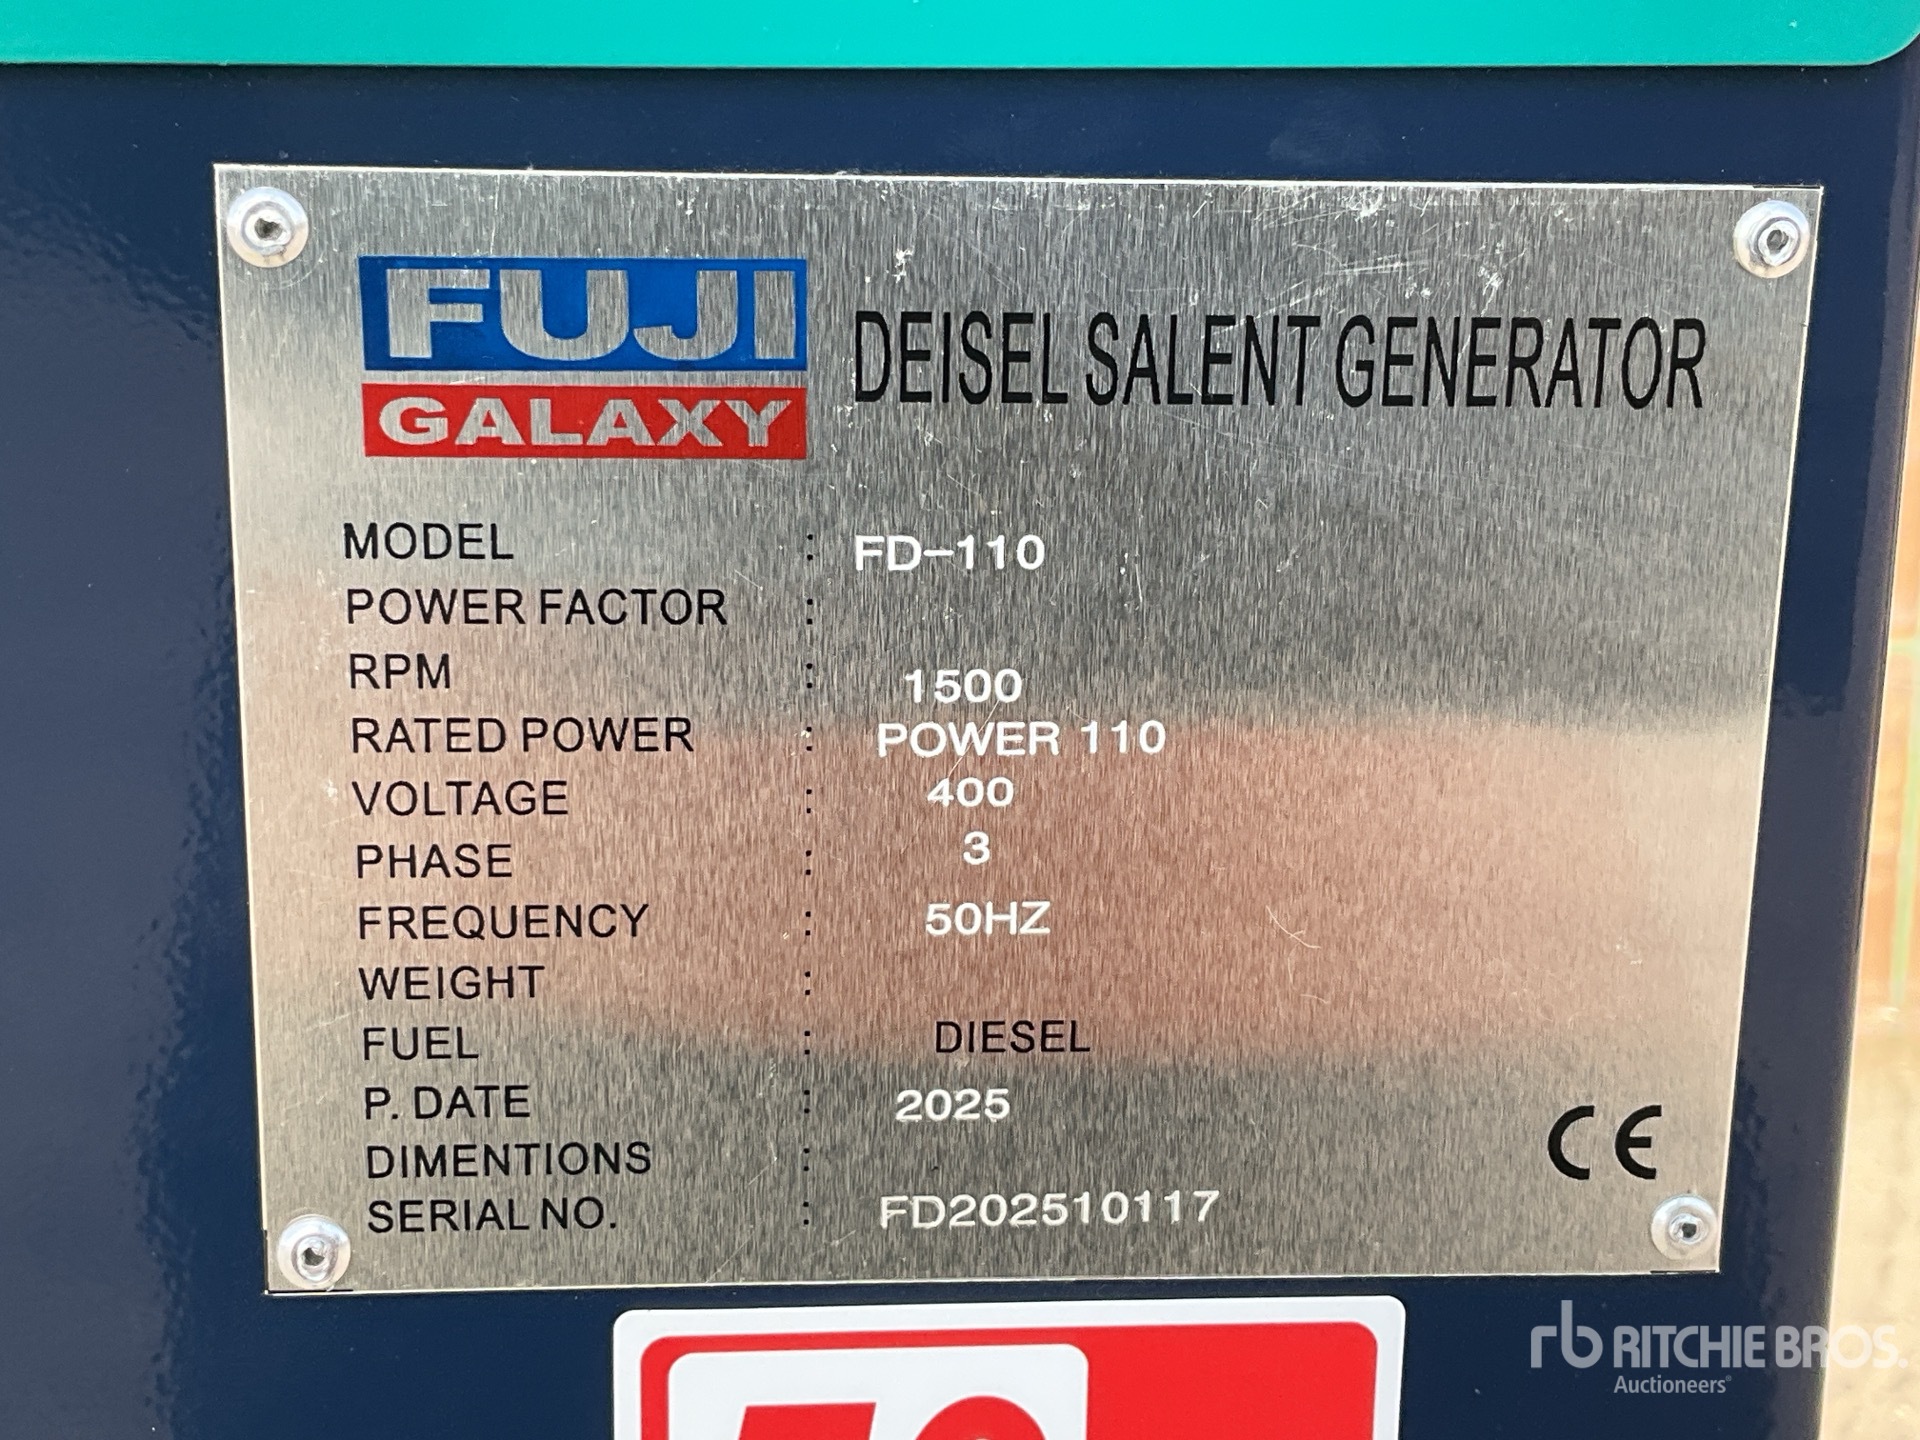 FUJI
GALAXY
DEISEL SALENT GENERATOR
MODEL : FD-110
POWER FACTOR :
RPM : 1500
RATED POWER : POWER 110
VOLTAGE : 400
PHASE : 3
FREQUENCY : 50HZ
WEIGHT :
FUEL : DIESEL
P. DATE : 2025
DIMENTIONS :
SERIAL NO. : FD202510117
CE
rb RITCHIE BROS.
Auctioneers